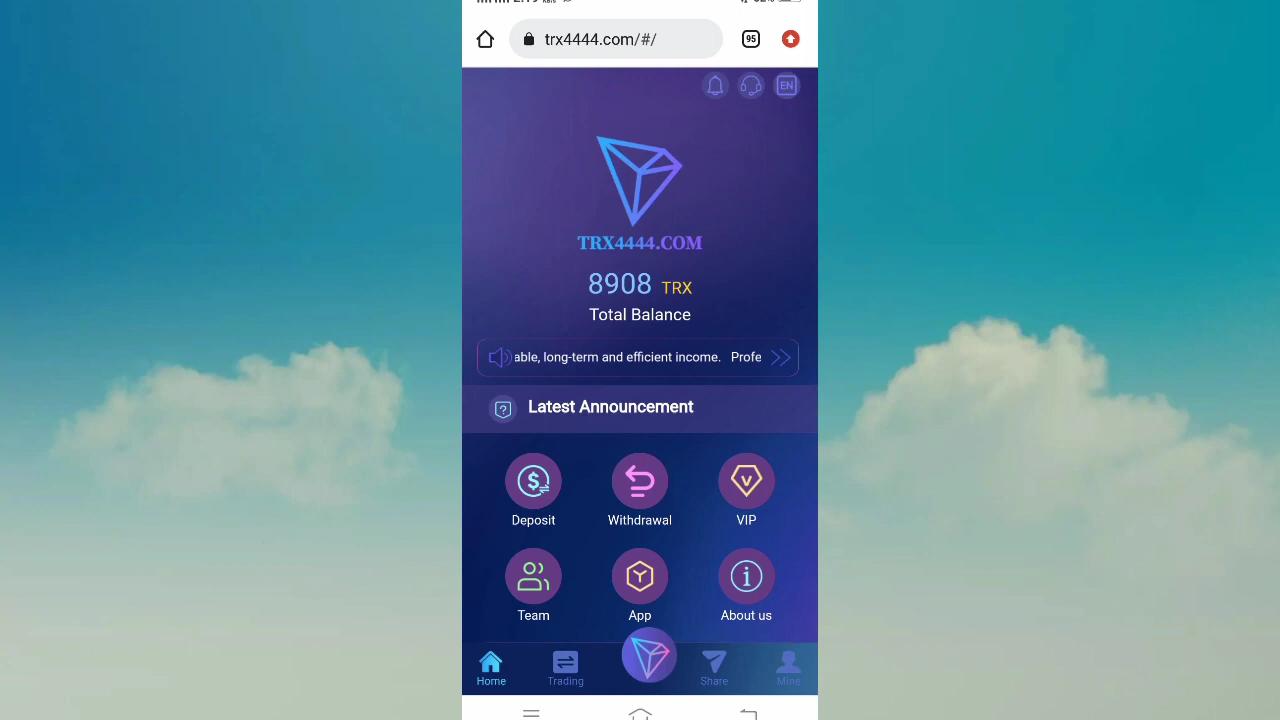 trx4444.com/#/
95
EN
TRX4444.COM
8908 TRX
Total Balance
able, long-term and efficient income. Profe
Latest Announcement
Deposit
Withdrawal
VIP
Team
App
About us
Home
Trading
Share
Mine